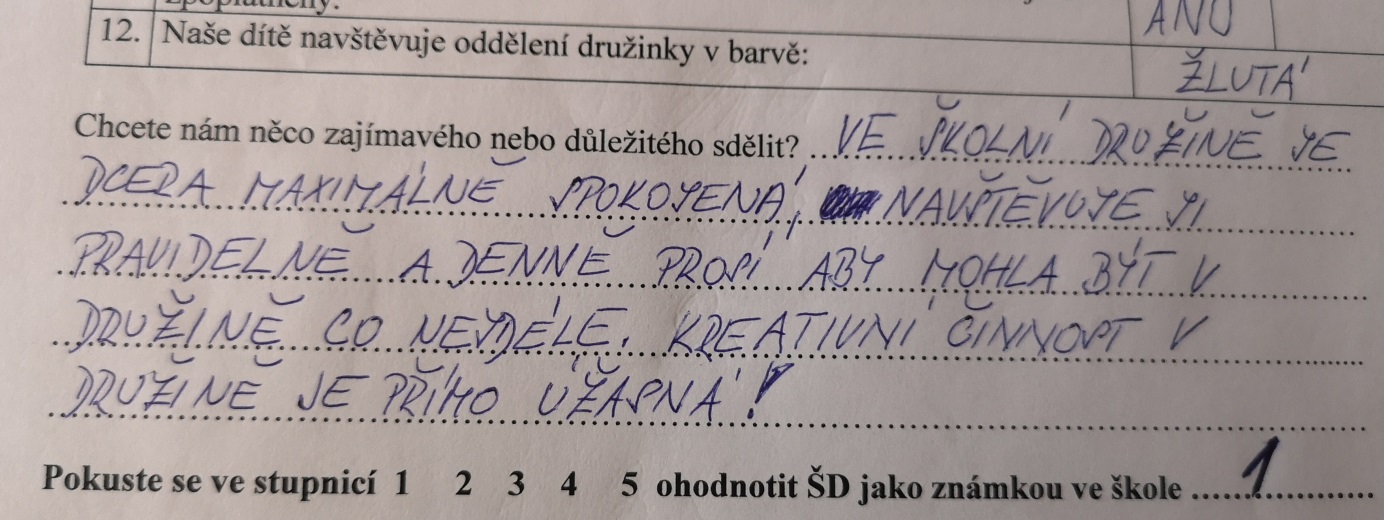 zpoplatněny. ANO
12. Naše dítě navštěvuje oddělení družinky v barvě: ŽLUTÁ
Chcete nám něco zajímavého nebo důležitého sdělit? VE ŠKOLNÍ DRUŽINĚ JE
DCERA MAXIMÁLNĚ SPOKOJENÁ, NAVŠTĚVUJE JI
PRAVIDELNĚ A DENNĚ PROSÍ ABY MOHLA BÝT V
DRUŽINĚ CO NEJDÉLE. KREATIVNÍ ČINNOST V
DRUŽINĚ JE PŘÍMO ÚŽASNÁ!
Pokuste se ve stupnicí 1 2 3 4 5 ohodnotit ŠD jako známkou ve škole ...... 1 ............